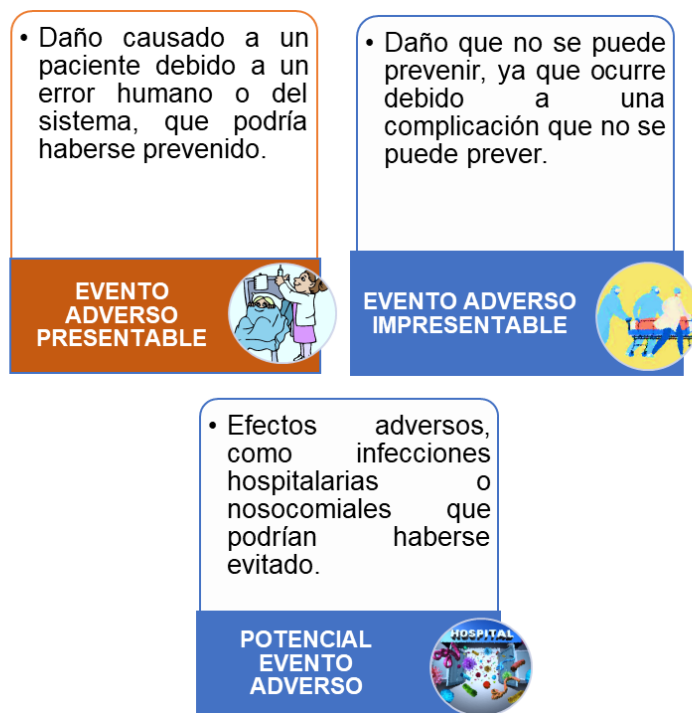 • Daño causado a un
paciente debido a un
error humano o del
sistema, que podría
haberse prevenido.
EVENTO
ADVERSO
PRESENTABLE
• Daño que no se puede
prevenir, ya que ocurre
debido a una
complicación que no se
puede prever.
EVENTO ADVERSO
IMPRESENTABLE
• Efectos adversos,
como infecciones
hospitalarias o
nosocomiales que
podrían haberse
evitado.
POTENCIAL
EVENTO
ADVERSO
HOSPITAL